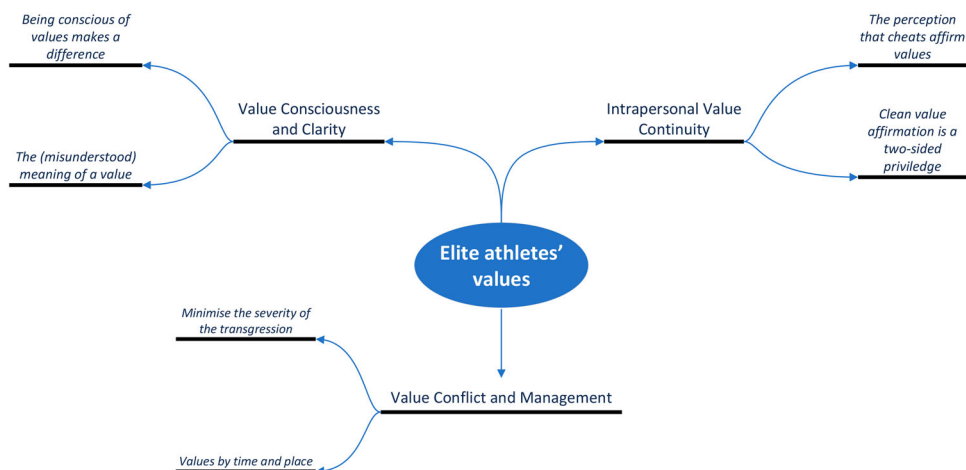 Being conscious of
values makes a
difference
The (misunderstood)
meaning of a value
Value Consciousness
and Clarity
Intrapersonal Value
Continuity
The perception
that cheats affirm
values
Clean value
affirmation is a
two-sided
priviledge
Elite athletes'
values
Minimise the severity
of the transgression
Values by time and place
Value Conflict and Management